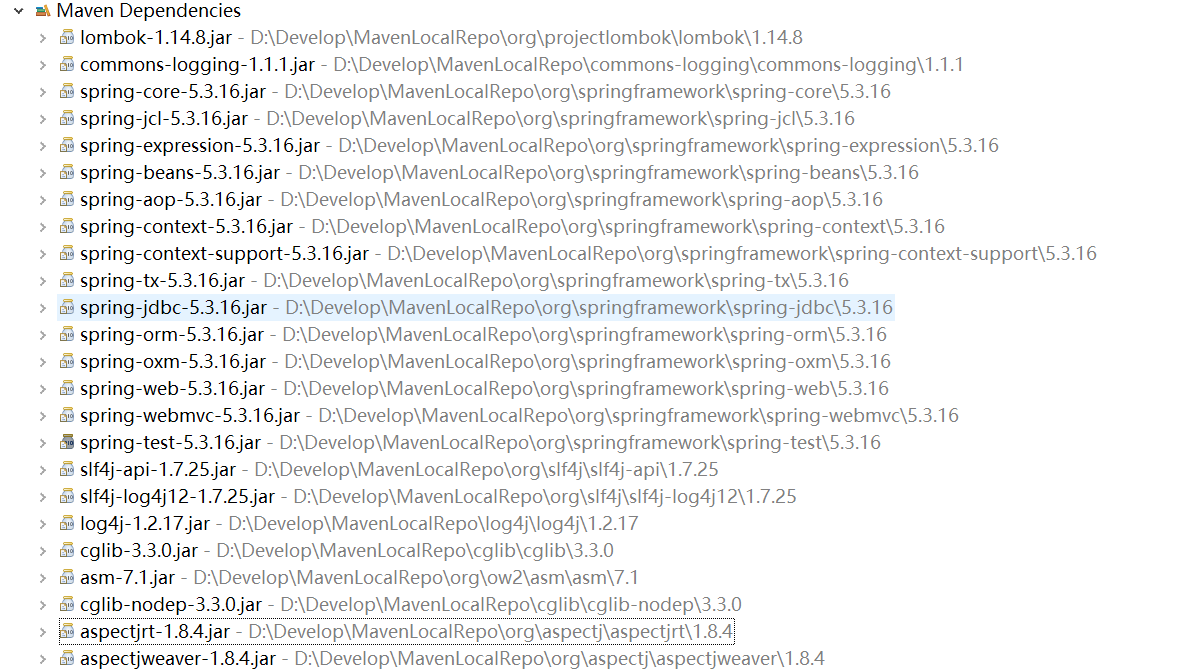 Maven Dependencies
lombok-1.14.8.jar - D:\Develop\MavenLocalRepo\org\projectlombok\lombok\1.14.8
commons-logging-1.1.1.jar - D:\Develop\MavenLocalRepo\commons-logging\commons-logging\1.1.1
spring-core-5.3.16.jar - D:\Develop\MavenLocalRepo\org\springframework\spring-core\5.3.16
spring-jcl-5.3.16.jar - D:\Develop\MavenLocalRepo\org\springframework\spring-jcl\5.3.16
spring-expression-5.3.16.jar - D:\Develop\MavenLocalRepo\org\springframework\spring-expression\5.3.16
spring-beans-5.3.16.jar - D:\Develop\MavenLocalRepo\org\springframework\spring-beans\5.3.16
spring-aop-5.3.16.jar - D:\Develop\MavenLocalRepo\org\springframework\spring-aop\5.3.16
spring-context-5.3.16.jar - D:\Develop\MavenLocalRepo\org\springframework\spring-context\5.3.16
spring-context-support-5.3.16.jar - D:\Develop\MavenLocalRepo\org\springframework\spring-context-support\5.3.16
spring-tx-5.3.16.jar - D:\Develop\MavenLocalRepo\org\springframework\spring-tx\5.3.16
spring-jdbc-5.3.16.jar - D:\Develop\MavenLocalRepo\org\springframework\spring-jdbc\5.3.16
spring-orm-5.3.16.jar - D:\Develop\MavenLocalRepo\org\springframework\spring-orm\5.3.16
spring-oxm-5.3.16.jar - D:\Develop\MavenLocalRepo\org\springframework\spring-oxm\5.3.16
spring-web-5.3.16.jar - D:\Develop\MavenLocalRepo\org\springframework\spring-web\5.3.16
spring-webmvc-5.3.16.jar - D:\Develop\MavenLocalRepo\org\springframework\spring-webmvc\5.3.16
spring-test-5.3.16.jar - D:\Develop\MavenLocalRepo\org\springframework\spring-test\5.3.16
slf4j-api-1.7.25.jar - D:\Develop\MavenLocalRepo\org\slf4j\slf4j-api\1.7.25
slf4j-log4j12-1.7.25.jar - D:\Develop\MavenLocalRepo\org\slf4j\slf4j-log4j12\1.7.25
log4j-1.2.17.jar - D:\Develop\MavenLocalRepo\log4j\log4j\1.2.17
cglib-3.3.0.jar - D:\Develop\MavenLocalRepo\cglib\cglib\3.3.0
asm-7.1.jar - D:\Develop\MavenLocalRepo\org\ow2\asm\asm\7.1
cglib-nodep-3.3.0.jar - D:\Develop\MavenLocalRepo\cglib\cglib-nodep\3.3.0
aspectjrt-1.8.4.jar - D:\Develop\MavenLocalRepo\org\aspectj\aspectjrt\1.8.4
aspectjweaver-1.8.4.jar - D:\Develop\MavenLocalRepo\org\aspectj\aspectjweaver\1.8.4